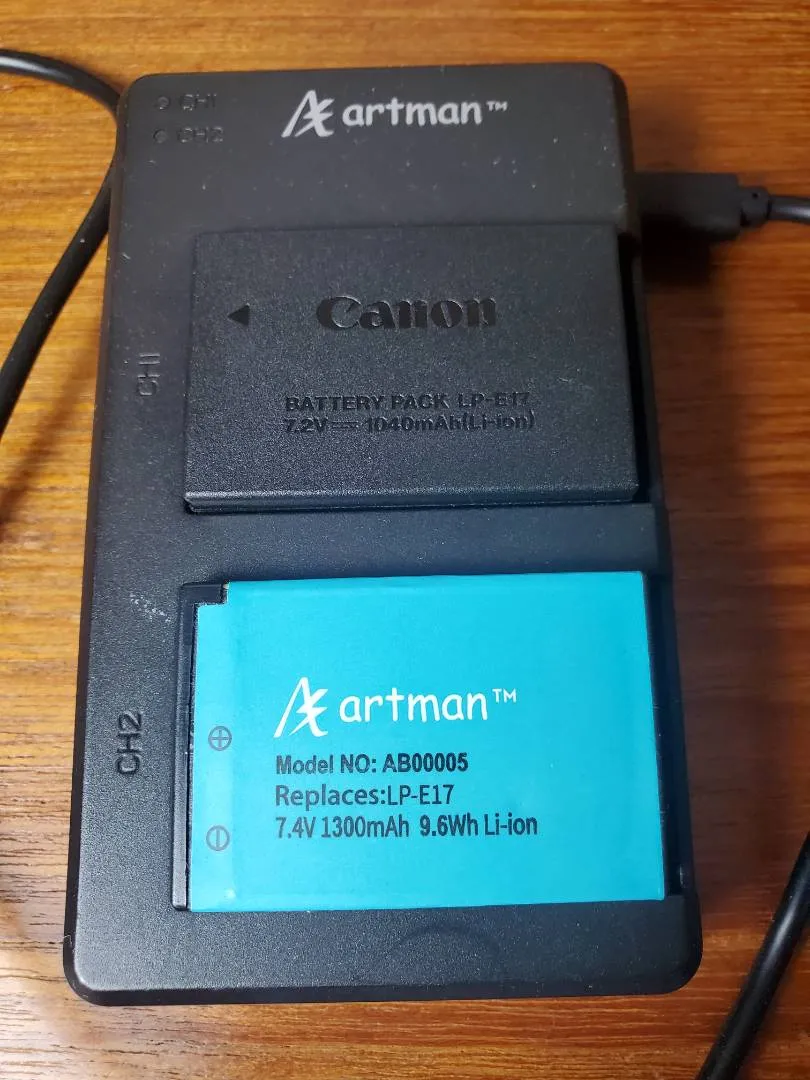 CH1
CH2
artman™
Canon
BATTERY PACK LP-E17
7.2V ⎓ 1040mAh(Li-ion)
CH1
artman™
Model NO: AB00005
Replaces:LP-E17
7.4V 1300mAh 9.6Wh Li-ion
CH2